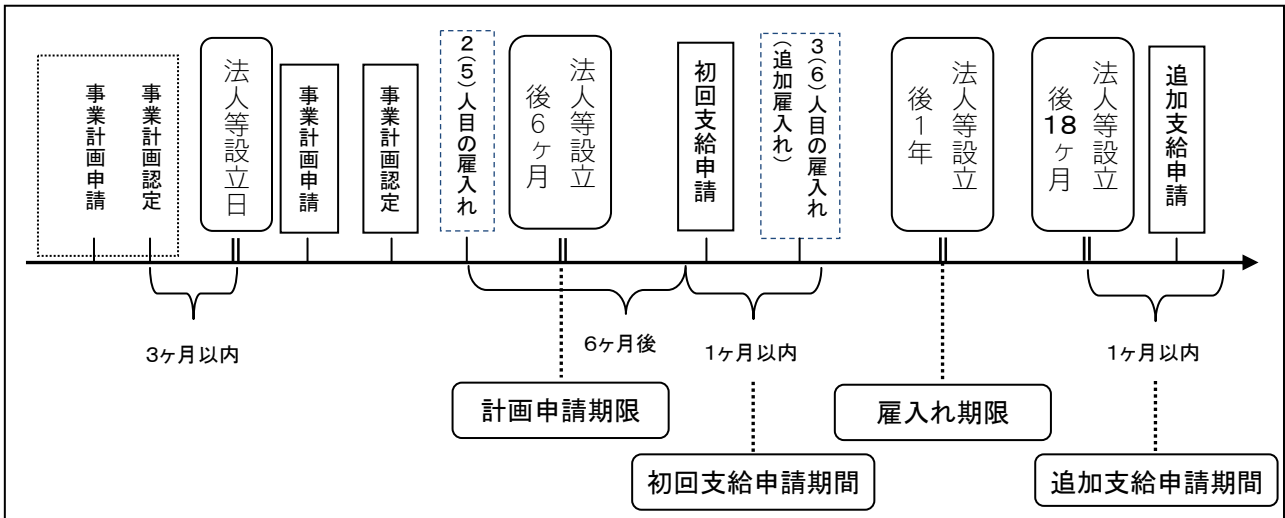 事業計画申請
事業計画認定
法人等設立日
事業計画申請
事業計画認定
2(5)人目の雇入れ
法人等設立
後6ヶ月
初回支給申請
3(6)人目の雇入れ
(追加雇入れ)
法人等設立
後1年
法人等設立
後18ヶ月
追加支給申請
3ヶ月以内
6ヶ月後
1ヶ月以内
1ヶ月以内
計画申請期限
雇入れ期限
初回支給申請期間
追加支給申請期間